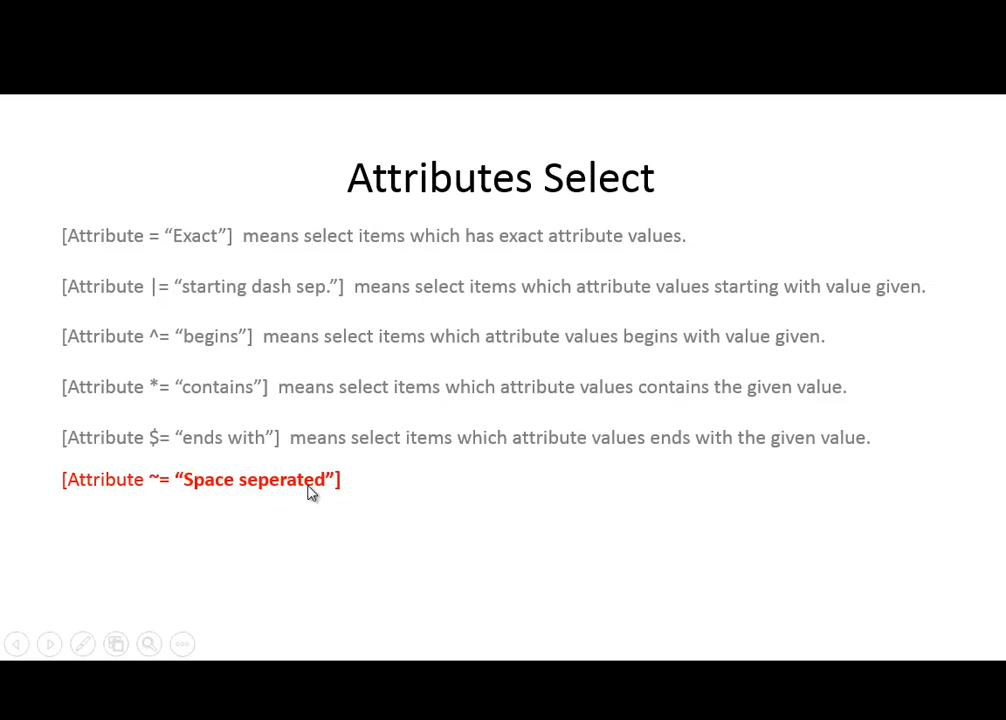 Attributes Select
[Attribute = “Exact”]  means select items which has exact attribute values.
[Attribute |= “starting dash sep.”]  means select items which attribute values starting with value given.
[Attribute ^= “begins”]  means select items which attribute values begins with value given.
[Attribute *= “contains”]  means select items which attribute values contains the given value.
[Attribute $= “ends with”]  means select items which attribute values ends with the given value.
[Attribute ~= “Space seperated”]